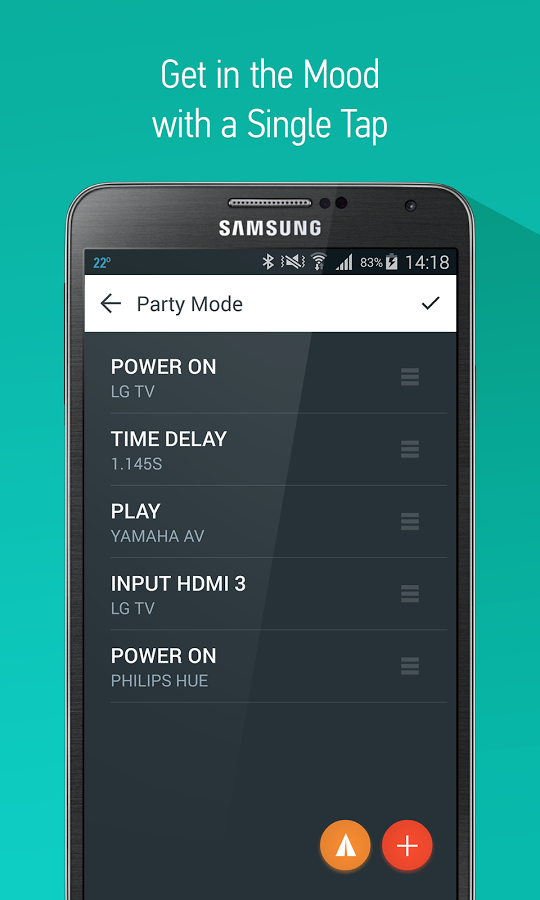 Get in the Mood
with a Single Tap
SAMSUNG
22° 83% 14:18
Party Mode
POWER ON
LG TV
TIME DELAY
1.145S
PLAY
YAMAHA AV
INPUT HDMI 3
LG TV
POWER ON
PHILIPS HUE